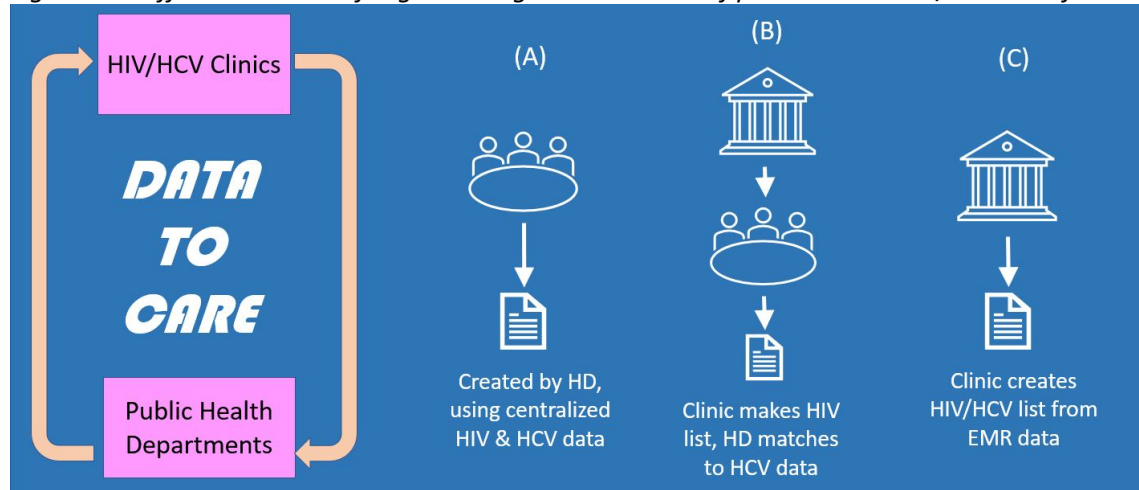 HIV/HCV Clinics
DATA
TO
CARE
Public Health
Departments
(A)
Created by HD,
using centralized
HIV & HCV data
(B)
Clinic makes HIV
list, HD matches
to HCV data
(C)
Clinic creates
HIV/HCV list from
EMR data